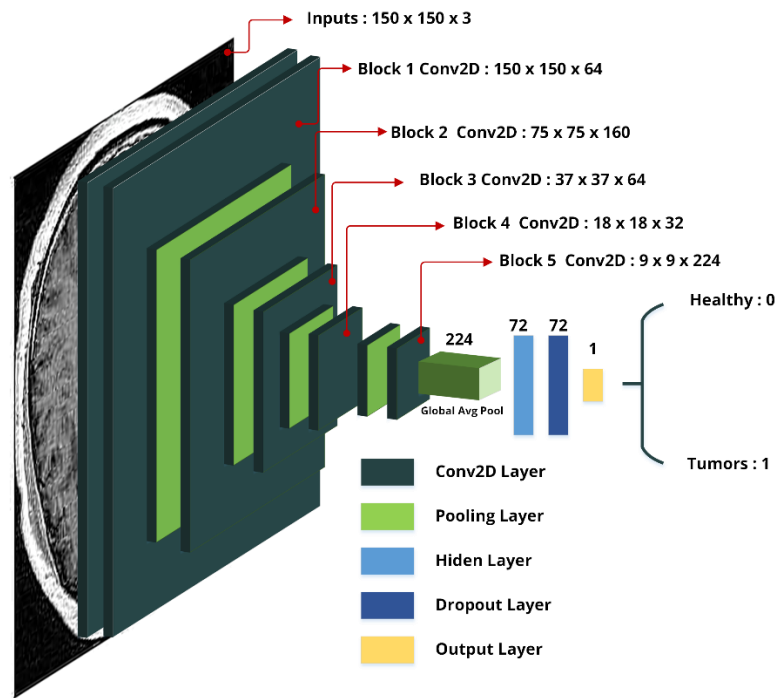 Inputs : 150 x 150 x 3
Block 1 Conv2D : 150 x 150 x 64
Block 2  Conv2D : 75 x 75 x 160
Block 3 Conv2D : 37 x 37 x 64
Block 4  Conv2D : 18 x 18 x 32
Block 5  Conv2D : 9 x 9 x 224
Healthy : 0
224
72
72
1
Global Avg Pool
Tumors : 1
Conv2D Layer
Pooling Layer
Hiden Layer
Dropout Layer
Output Layer